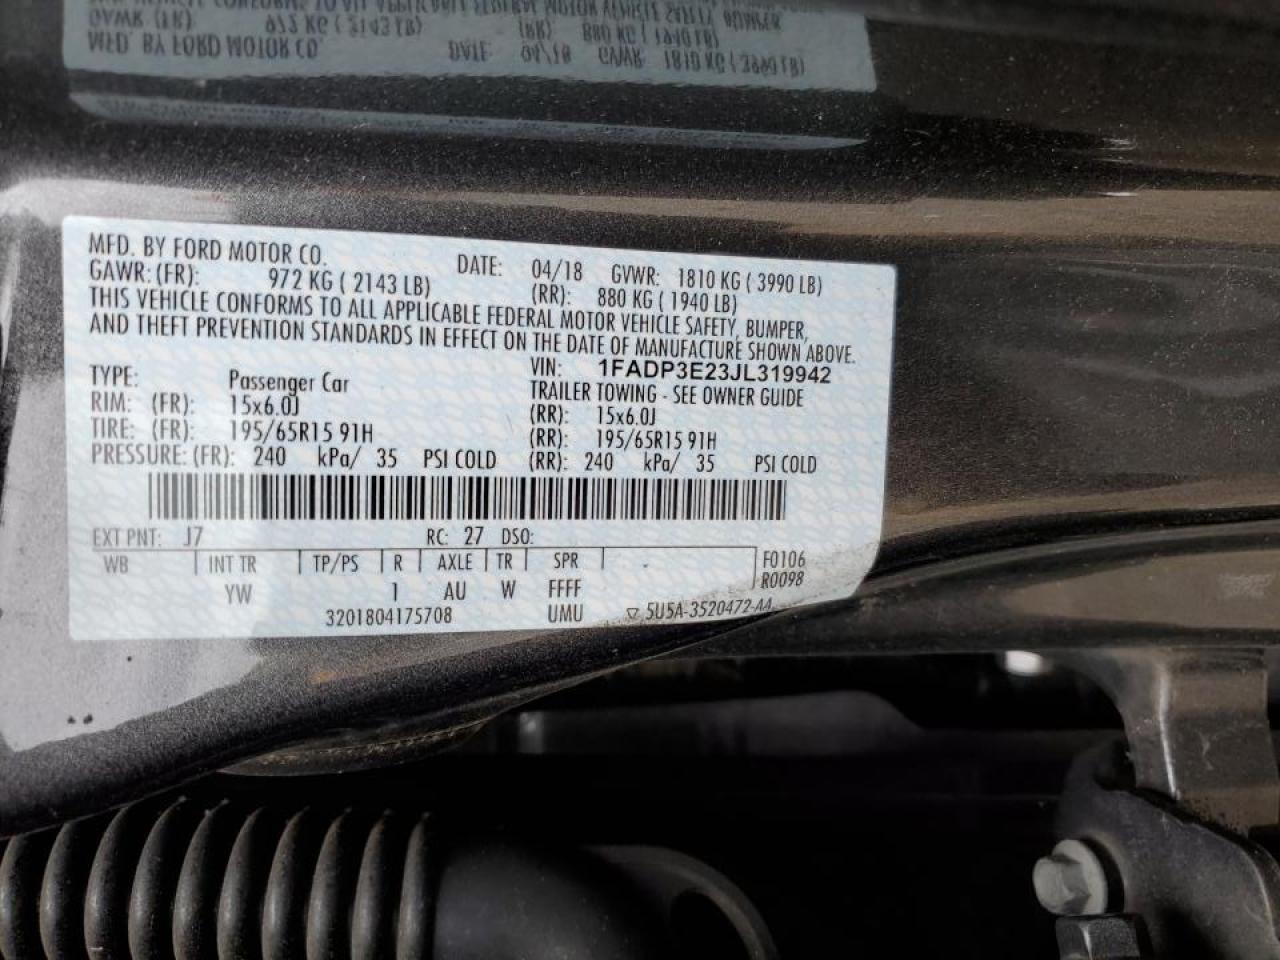 MFD. BY FORD MOTOR CO. DATE: 04/18 GVWR: 1810 KG ( 3990 LB)
GAWR: (FR): 972 KG ( 2143 LB) (RR): 880 KG ( 1940 LB)
THIS VEHICLE CONFORMS TO ALL APPLICABLE FEDERAL MOTOR VEHICLE SAFETY, BUMPER,
AND THEFT PREVENTION STANDARDS IN EFFECT ON THE DATE OF MANUFACTURE SHOWN ABOVE.
VIN: 1FADP3E23JL319942
TYPE: Passenger Car TRAILER TOWING - SEE OWNER GUIDE
RIM: (FR): 15x6.0J (RR): 15x6.0J
TIRE: (FR): 195/65R15 91H (RR): 195/65R15 91H
PRESSURE: (FR): 240 kPa/ 35 PSI COLD (RR): 240 kPa/ 35 PSI COLD
EXT PNT: J7 RC: 27 DSO:
WB INT TR TP/PS R AXLE TR SPR F0106
YW 1 AU W FFFF R0098
3201804175708 UMU ▽ 5U5A-3520472-AA